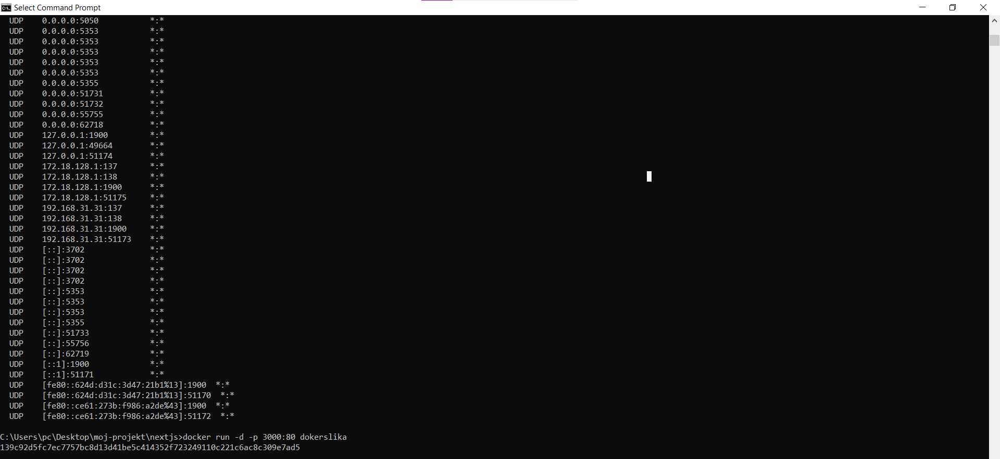 Select Command Prompt
UDP 0.0.0.0:5050 *:*
UDP 0.0.0.0:5353 *:*
UDP 0.0.0.0:5353 *:*
UDP 0.0.0.0:5353 *:*
UDP 0.0.0.0:5353 *:*
UDP 0.0.0.0:5353 *:*
UDP 0.0.0.0:5355 *:*
UDP 0.0.0.0:51731 *:*
UDP 0.0.0.0:51732 *:*
UDP 0.0.0.0:55755 *:*
UDP 0.0.0.0:62718 *:*
UDP 127.0.0.1:1900 *:*
UDP 127.0.0.1:49664 *:*
UDP 127.0.0.1:51174 *:*
UDP 172.18.128.1:137 *:*
UDP 172.18.128.1:138 *:*
UDP 172.18.128.1:1900 *:*
UDP 172.18.128.1:51175 *:*
UDP 192.168.31.31:137 *:*
UDP 192.168.31.31:138 *:*
UDP 192.168.31.31:1900 *:*
UDP 192.168.31.31:51173 *:*
UDP [::]:3702 *:*
UDP [::]:3702 *:*
UDP [::]:3702 *:*
UDP [::]:3702 *:*
UDP [::]:5353 *:*
UDP [::]:5353 *:*
UDP [::]:5353 *:*
UDP [::]:5355 *:*
UDP [::]:51733 *:*
UDP [::]:55756 *:*
UDP [::]:62719 *:*
UDP [::1]:1900 *:*
UDP [::1]:51171 *:*
UDP [fe80::624d:d31c:3d47:21b1%13]:1900 *:*
UDP [fe80::624d:d31c:3d47:21b1%13]:51170 *:*
UDP [fe80::ce61:273b:f986:a2de%43]:1900 *:*
UDP [fe80::ce61:273b:f986:a2de%43]:51172 *:*
C:\Users\pc\Desktop\moj-projekt\nextjs>docker run -d -p 3000:80 dokerslika
139c92d5fc7ec7757bc8d13d41be5c414352f723249110c221c6ac8c309e7ad5